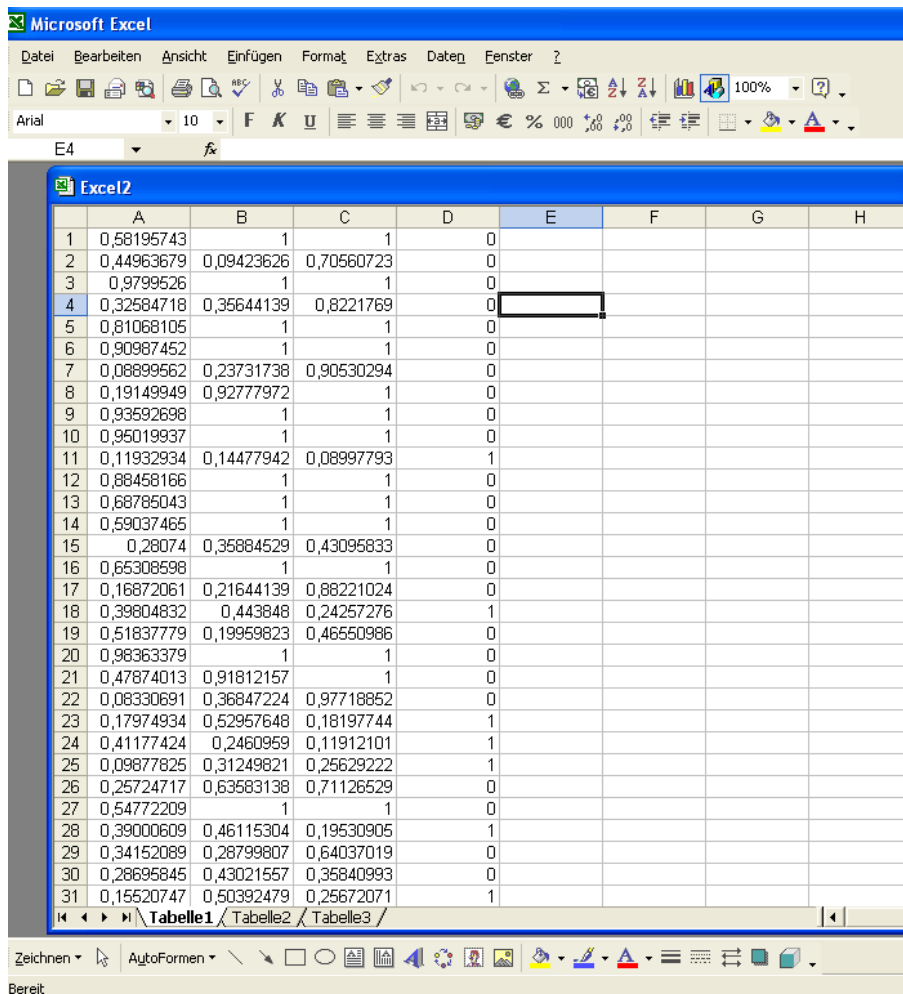 Microsoft Excel
Datei Bearbeiten Ansicht Einfügen Format Extras Daten Fenster ?
ABC Σ A Z Z A 100% ?
Arial 10 F K U € % 000 ,0 ,00 ,00 ,0 A
E4 fx
Excel2
A B C D E F G H
1 0,58195743 1 1 0
2 0,44963679 0,09423626 0,70560723 0
3 0,9799526 1 1 0
4 0,32584718 0,35644139 0,8221769 0
5 0,81068105 1 1 0
6 0,90987452 1 1 0
7 0,08899562 0,23731738 0,90530294 0
8 0,19149949 0,92777972 1 0
9 0,93592698 1 1 0
10 0,95019937 1 1 0
11 0,11932934 0,14477942 0,08997793 1
12 0,88458166 1 1 0
13 0,68785043 1 1 0
14 0,59037465 1 1 0
15 0,28074 0,35884529 0,43095833 0
16 0,65308598 1 1 0
17 0,16872061 0,21644139 0,88221024 0
18 0,39804832 0,443848 0,24257276 1
19 0,51837779 0,19959823 0,46550986 0
20 0,98363379 1 1 0
21 0,47874013 0,91812157 1 0
22 0,08330691 0,36847224 0,97718852 0
23 0,17974934 0,52957648 0,18197744 1
24 0,41177424 0,2460959 0,11912101 1
25 0,09877825 0,31249821 0,25629222 1
26 0,25724717 0,63583138 0,71126529 0
27 0,54772209 1 1 0
28 0,39000609 0,46115304 0,19530905 1
29 0,34152089 0,28799807 0,64037019 0
30 0,28695845 0,43021557 0,35840993 0
31 0,15520747 0,50392479 0,25672071 1
Tabelle1 Tabelle2 Tabelle3
Zeichnen AutoFormen A A
Bereit